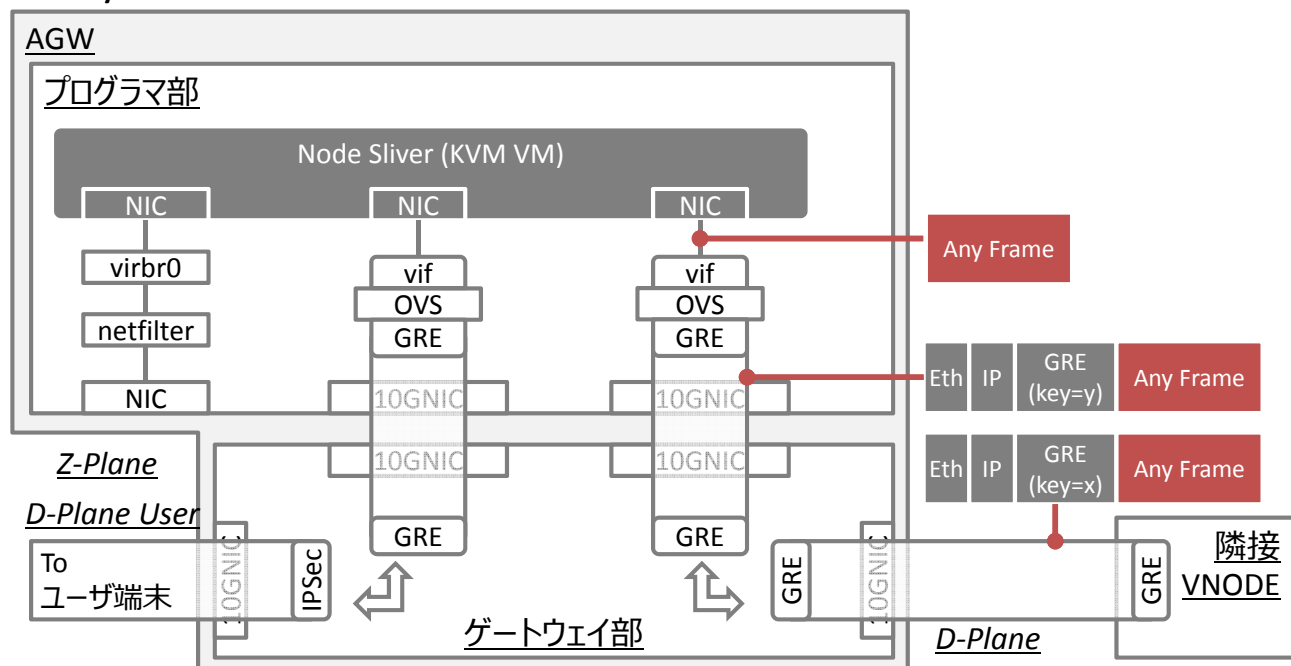 AGW
プログラマ部
Node Sliver (KVM VM)
NIC
NIC
NIC
Any Frame
virbr0
vif
vif
OVS
OVS
netfilter
GRE
GRE
Eth
IP
GRE
(key=y)
Any Frame
NIC
10GNIC
10GNIC
Z-Plane
10GNIC
10GNIC
Eth
IP
GRE
(key=x)
Any Frame
D-Plane User
To
ユーザ端末
10GNIC
IPSec
GRE
GRE
GRE
10GNIC
GRE
隣接
VNODE
ゲートウェイ部
D-Plane